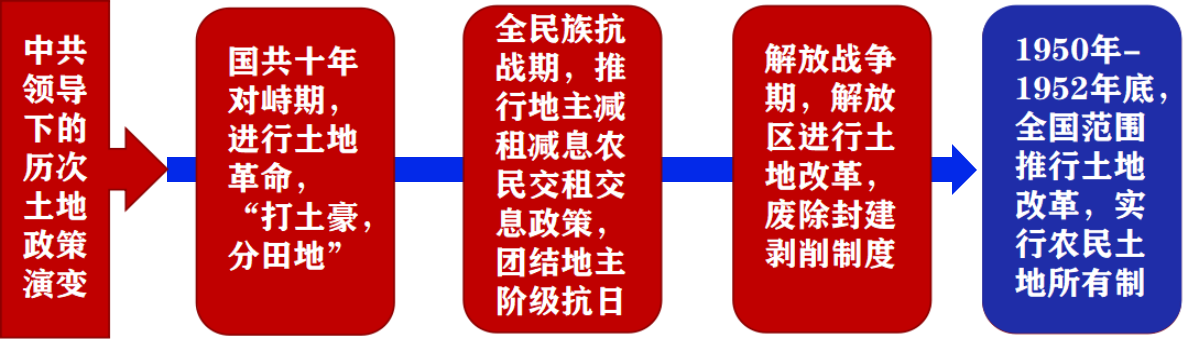 中共
领导
下的
历次
土地
政策
演变
国共十年
对峙期，
进行土地
革命，
“打土豪，
分田地”
全民族抗
战期，推
行地主减
租减息农
民交租交
息政策，
团结地主
阶级抗日
解放战争
期，解放
区进行土
地改革，
废除封建
剥削制度
1950年-
1952年底，
全国范围
推行土地
改革，实
行农民土
地所有制